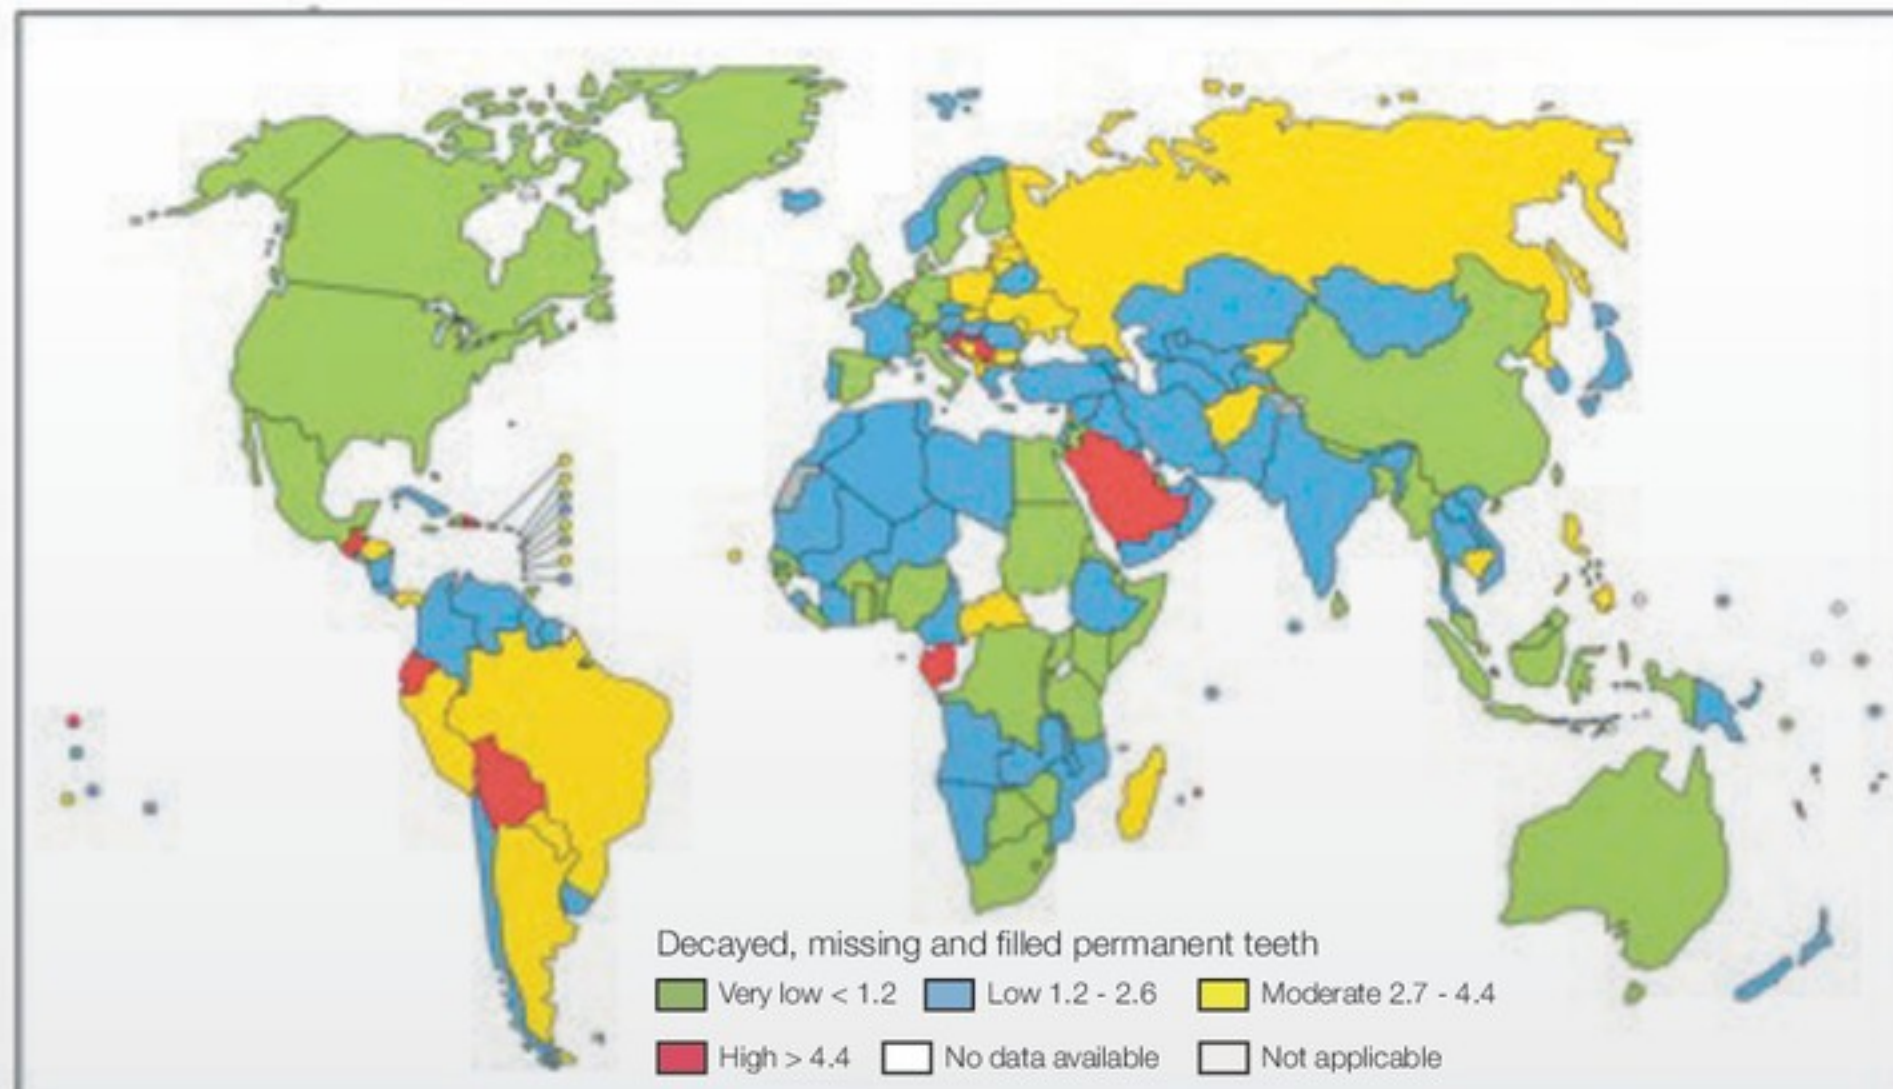 Decayed, missing and filled permanent teeth
Very low < 1.2 Low 1.2 - 2.6 Moderate 2.7 - 4.4
High > 4.4 No data available Not applicable